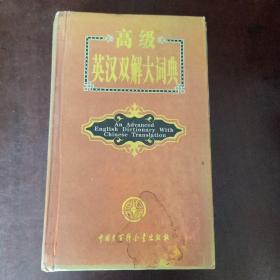 高级
英汉双解大词典
An Advanced
English Dictionary With
Chinese Translation
中国大百科全书出版社